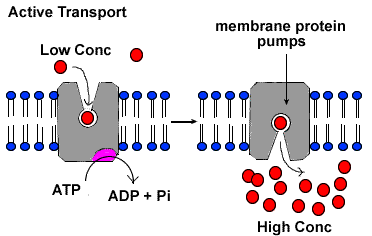 Active Transport
Low Conc
membrane protein
pumps
ATP
ADP + Pi
High Conc